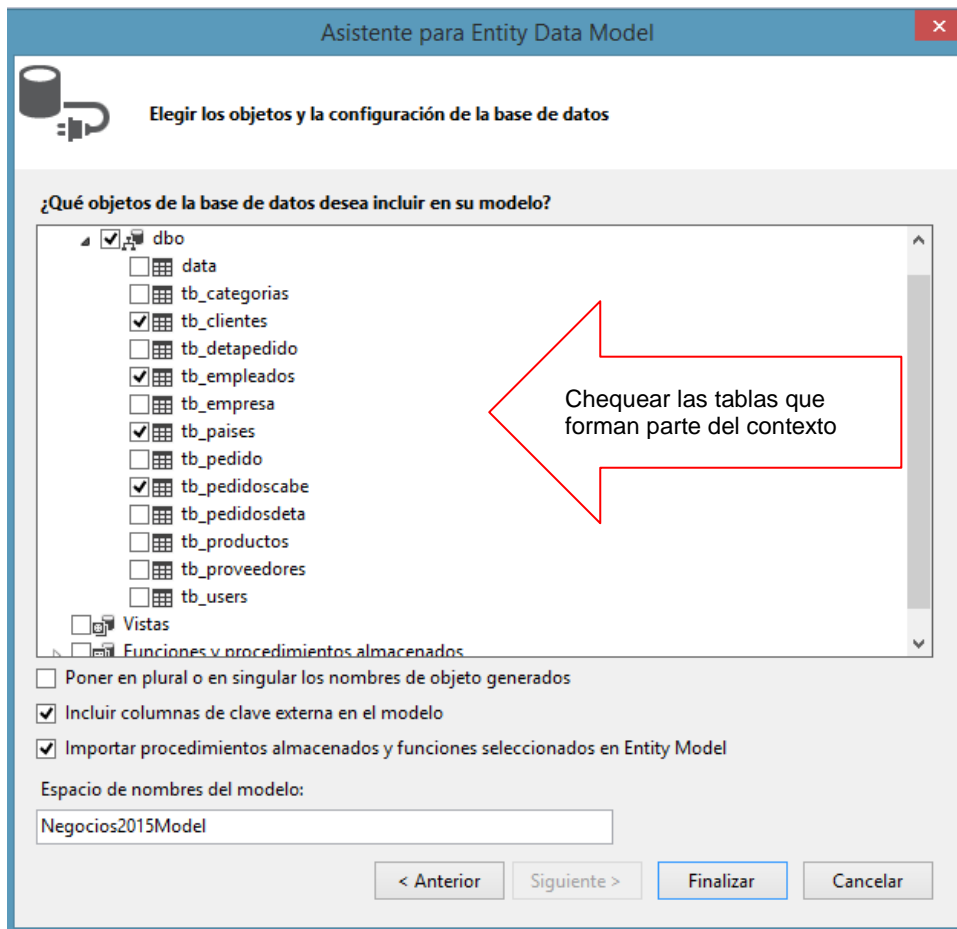 Asistente para Entity Data Model
Elegir los objetos y la configuración de la base de datos
¿Qué objetos de la base de datos desea incluir en su modelo?
dbo
data
tb_categorias
tb_clientes
tb_detapedido
tb_empleados
tb_empresa
tb_paises
tb_pedido
tb_pedidoscabe
tb_pedidosdeta
tb_productos
tb_proveedores
tb_users
Vistas
Funciones y procedimientos almacenados
Chequear las tablas que
forman parte del contexto
Poner en plural o en singular los nombres de objeto generados
Incluir columnas de clave externa en el modelo
Importar procedimientos almacenados y funciones seleccionados en Entity Model
Espacio de nombres del modelo:
Negocios2015Model
< Anterior
Siguiente >
Finalizar
Cancelar